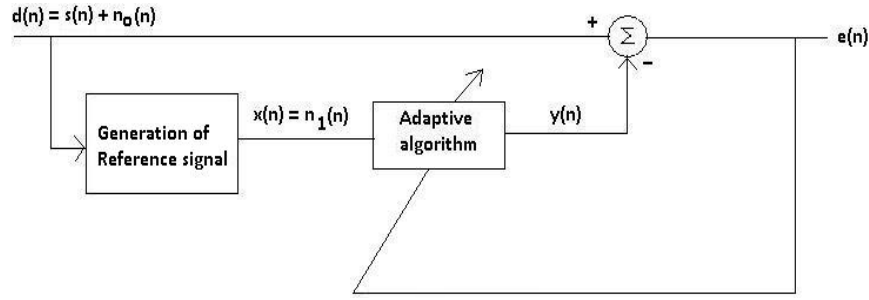 d(n) = s(n) + n₀(n)
+
Σ
e(n)
−
Generation of
Reference signal
x(n) = n₁(n)
Adaptive
algorithm
y(n)